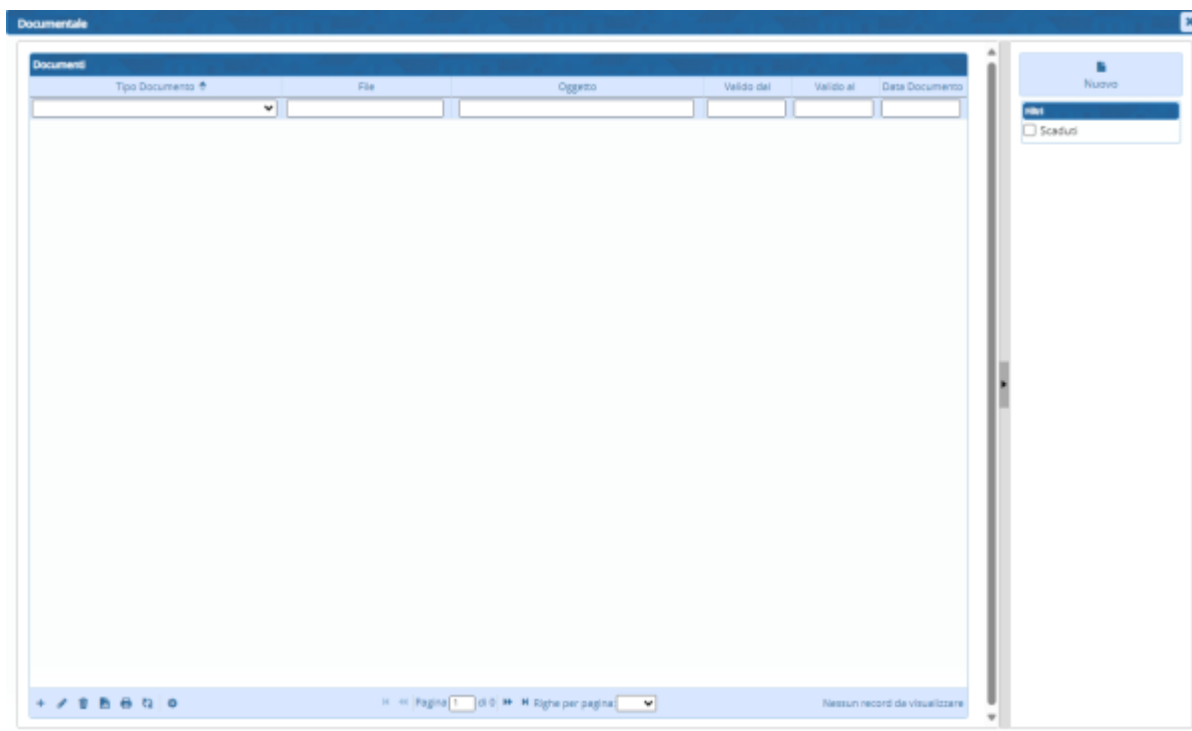 Documentale
Documenti
Tipo Documento File Oggetto Valido dal Valido al Data Documento
Nuovo
Filtri
Scaduti
Pagina 1 di 0 Righe per pagina: Nessun record da visualizzare